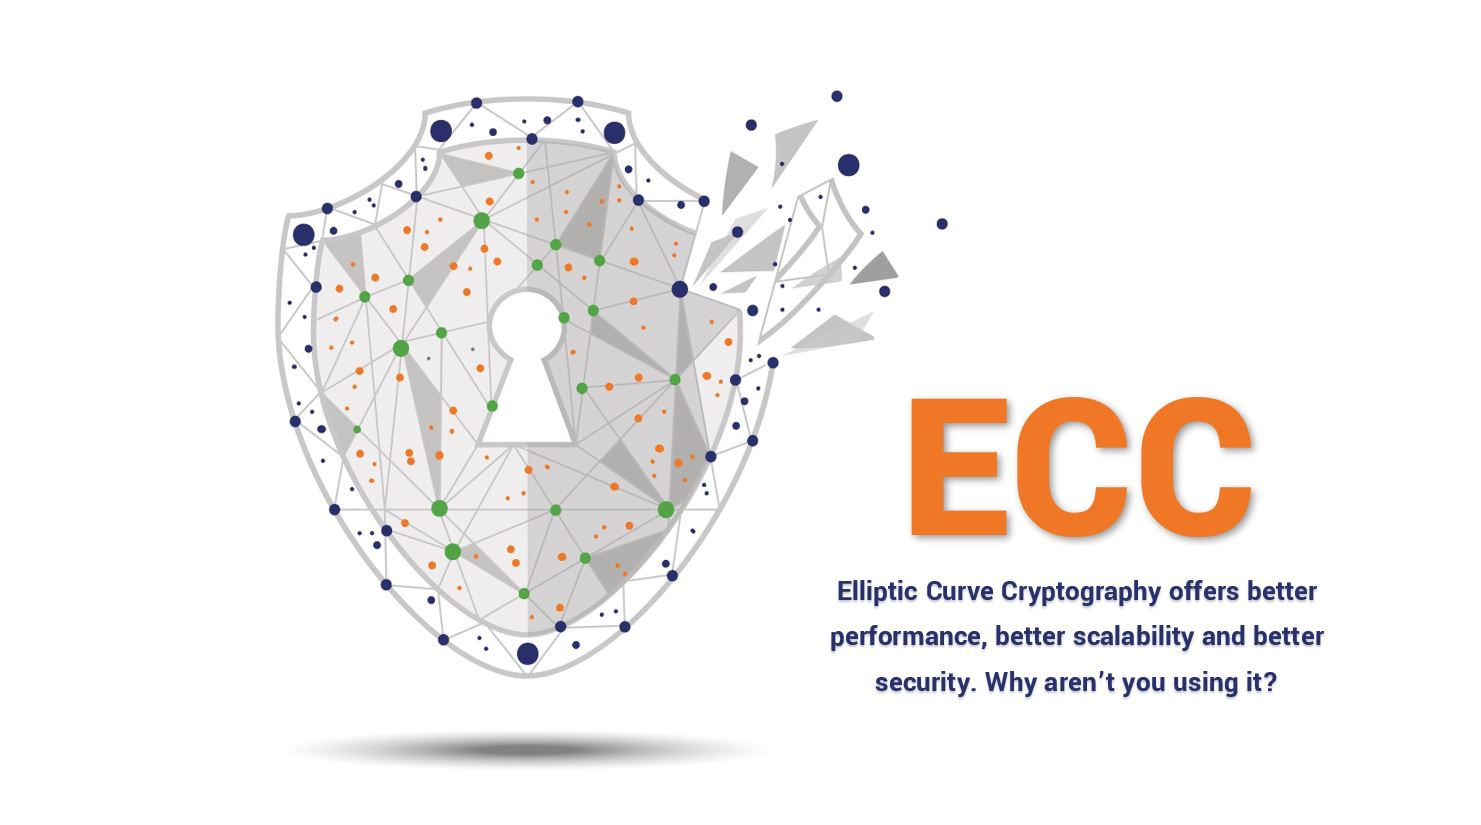 ECC
Elliptic Curve Cryptography offers better
performance, better scalability and better
security. Why aren’t you using it?